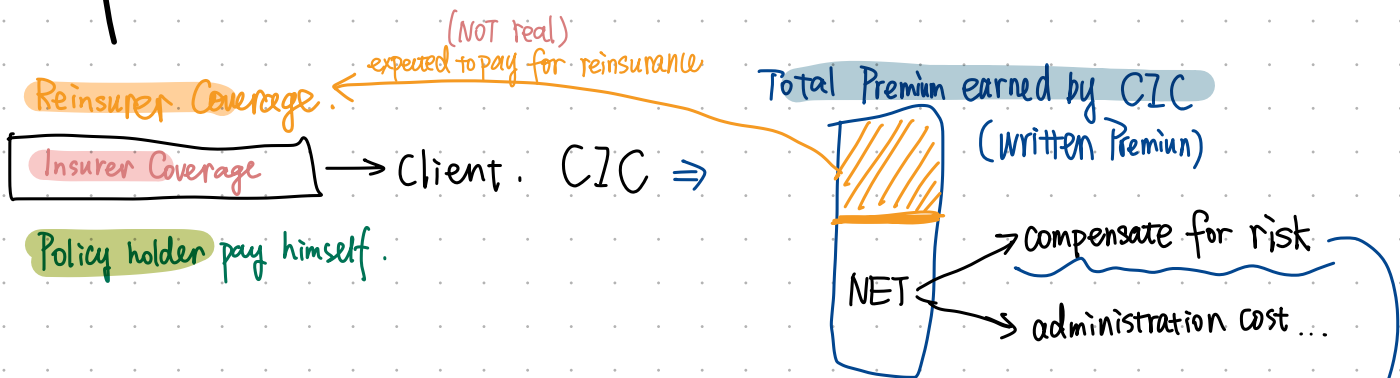 (NOT real)
expected to pay for reinsurance
Reinsurer Coverage.
Total Premium earned by CIC
(written Premiun)
Insurer Coverage → Client. CIC ⇒
Policy holder pay himself.
compensate for risk
NET
administration cost...